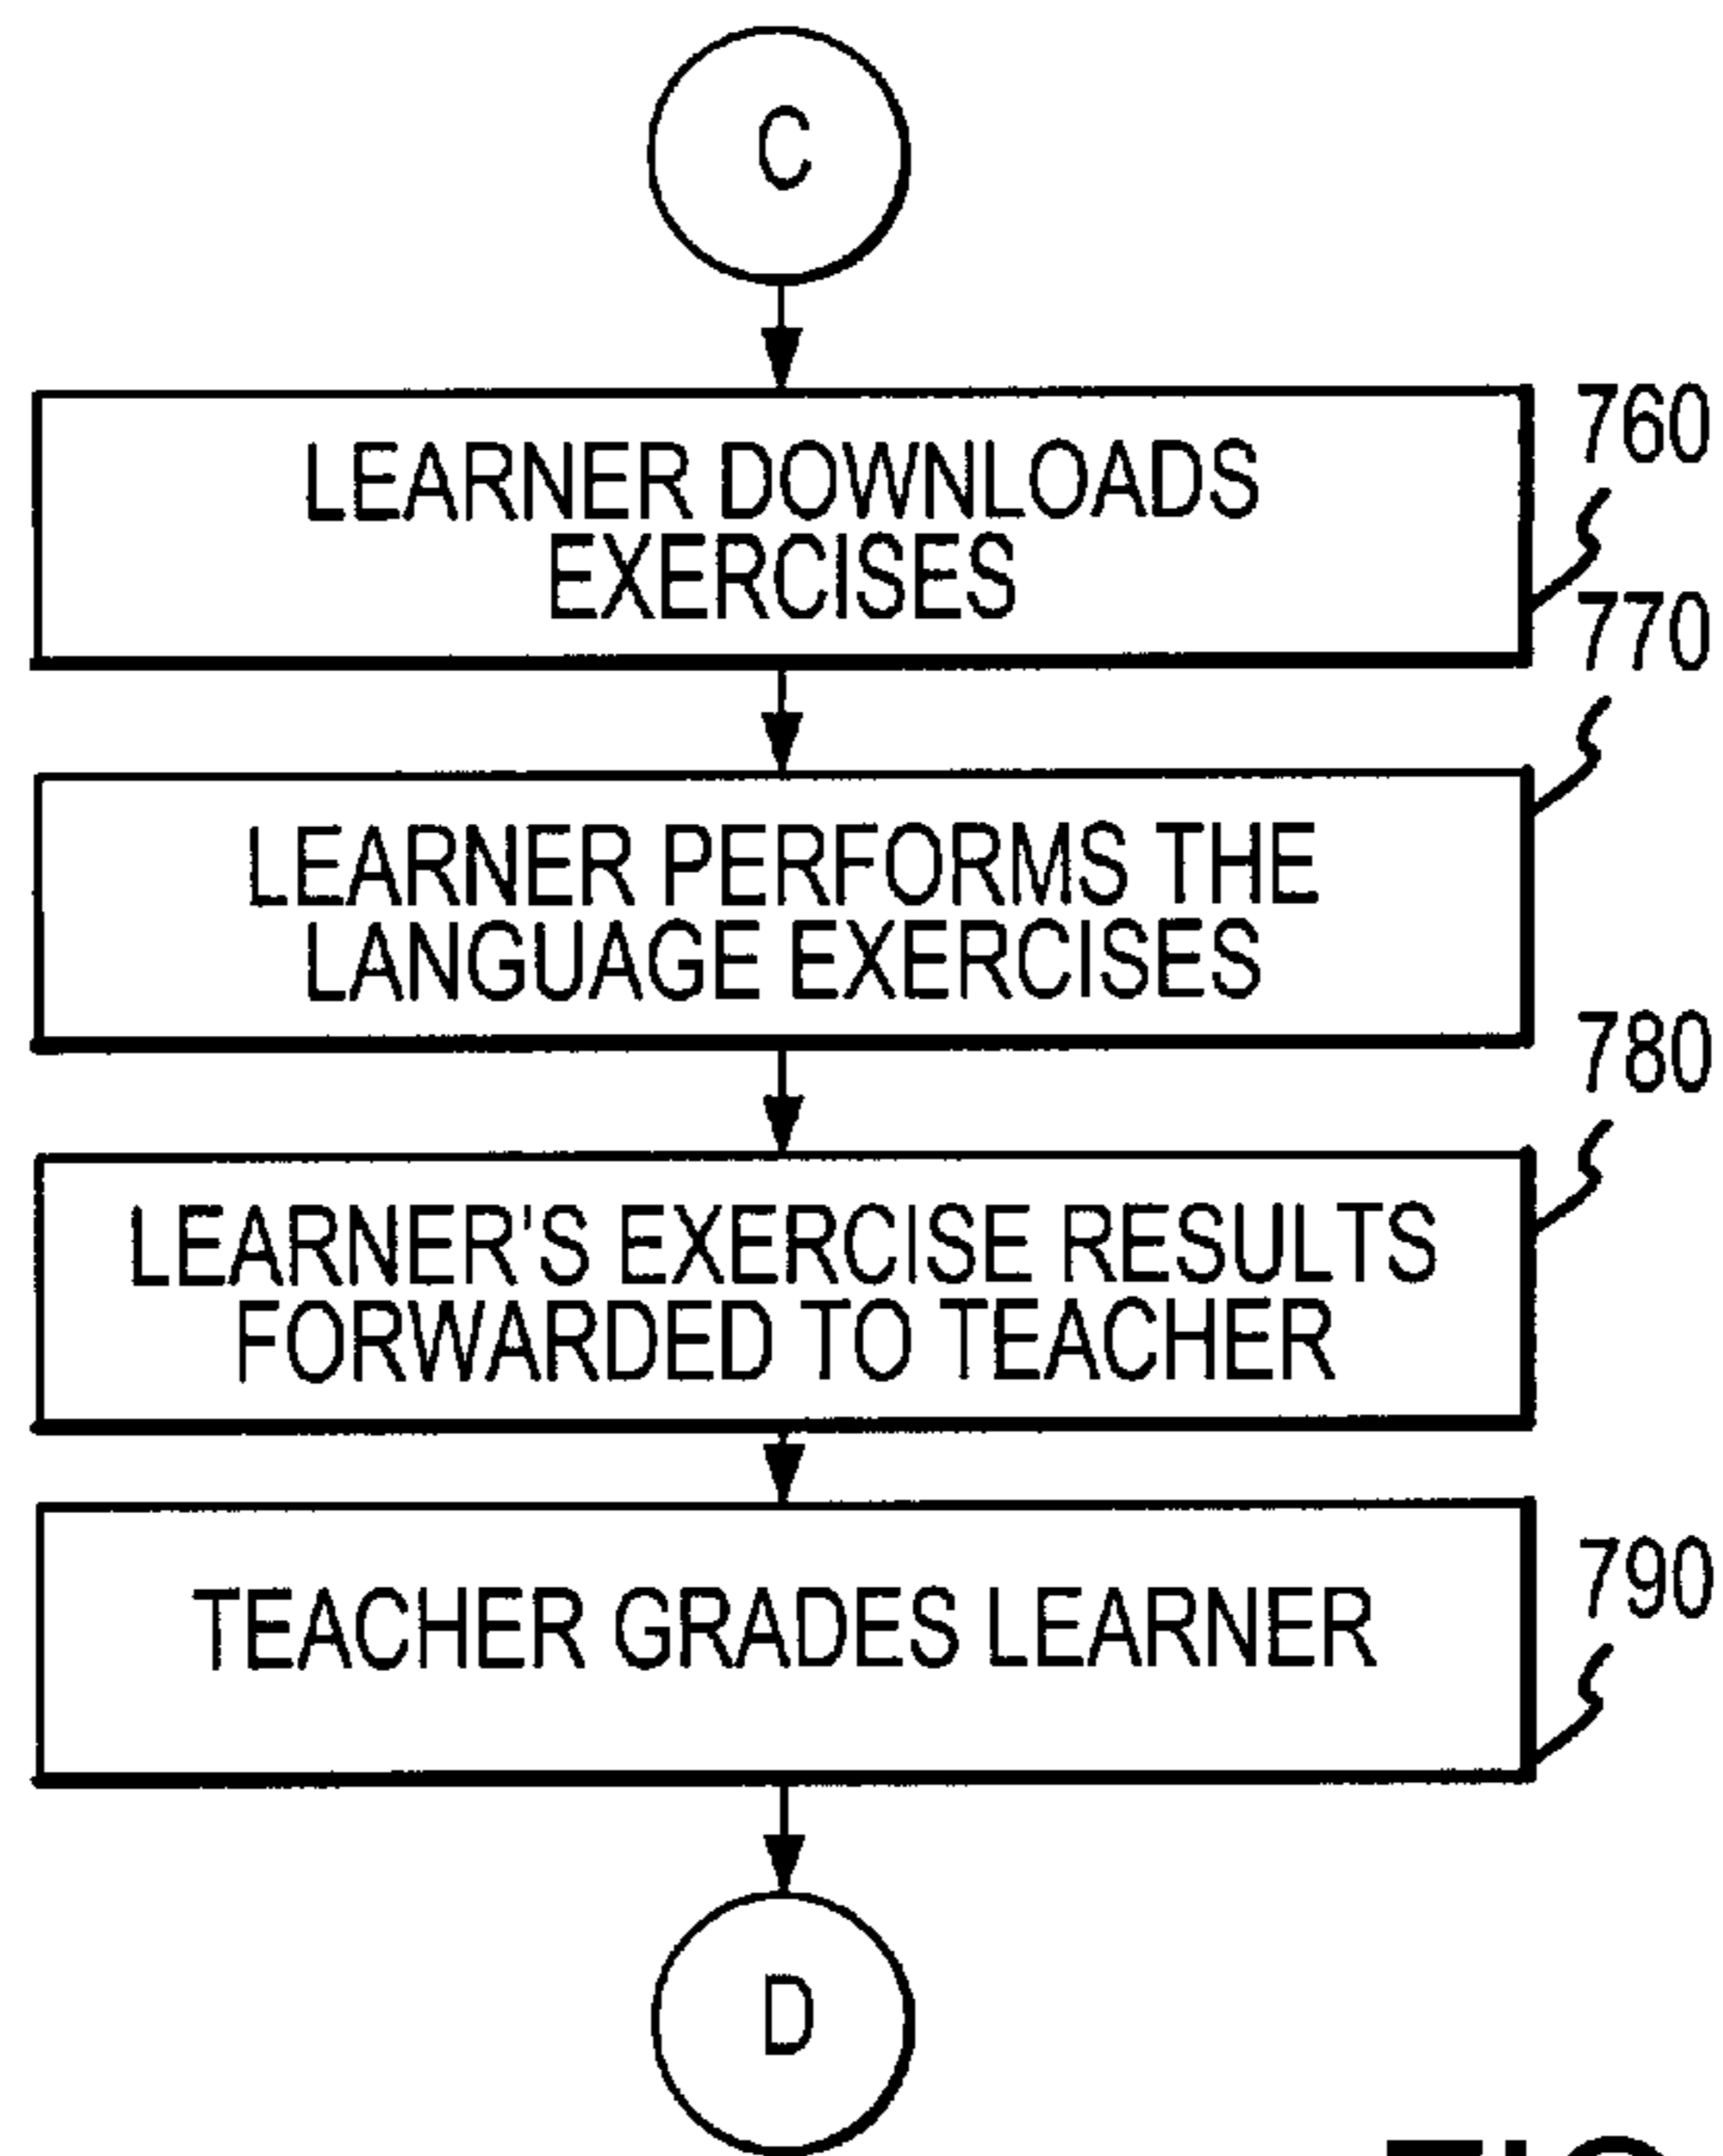 C
760
LEARNER DOWNLOADS
EXERCISES
770
LEARNER PERFORMS THE
LANGUAGE EXERCISES
780
LEARNER'S EXERCISE RESULTS
FORWARDED TO TEACHER
790
TEACHER GRADES LEARNER
D